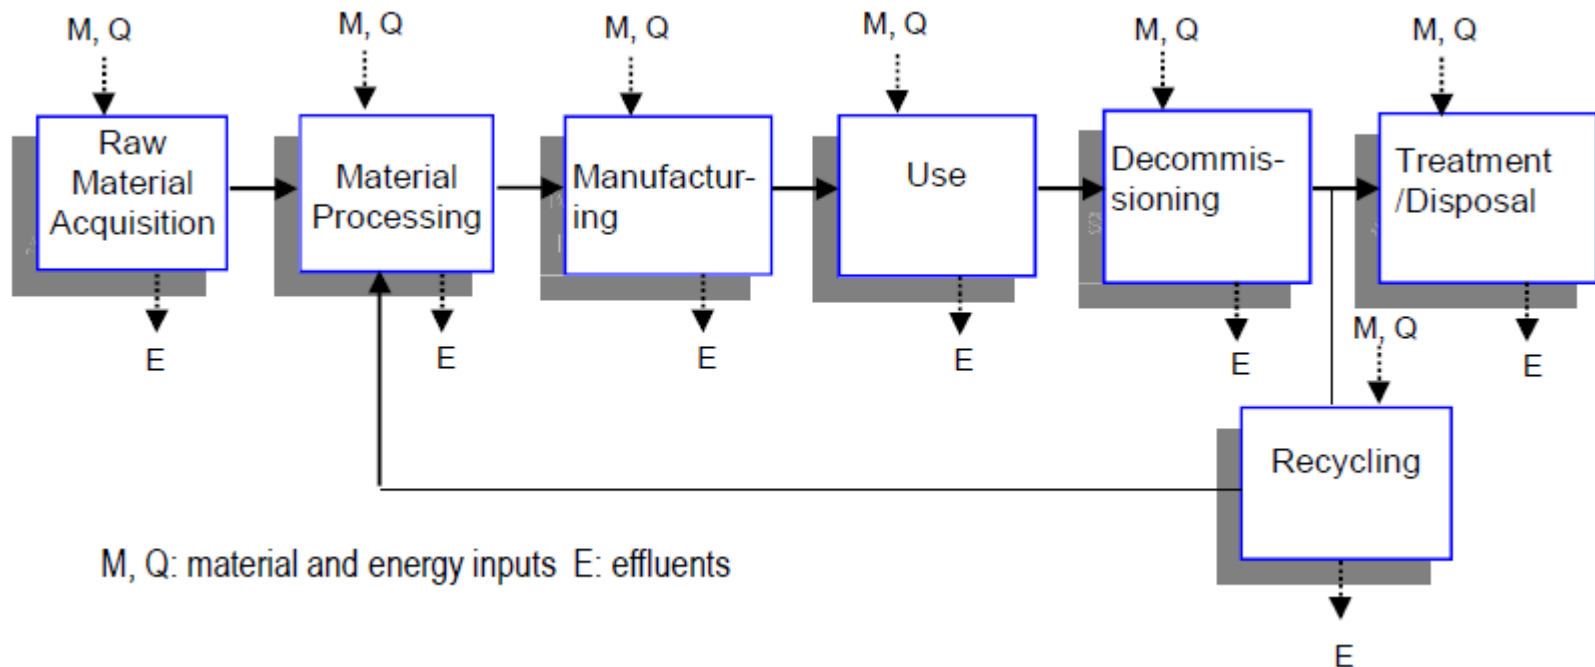 M, Q
M, Q
M, Q
M, Q
M, Q
M, Q
Raw
Material
Acquisition
Material
Processing
Manufactur-
ing
Use
Decommis-
sioning
Treatment
/Disposal
E
E
E
E
E
E
M, Q
Recycling
E
M, Q: material and energy inputs E: effluents